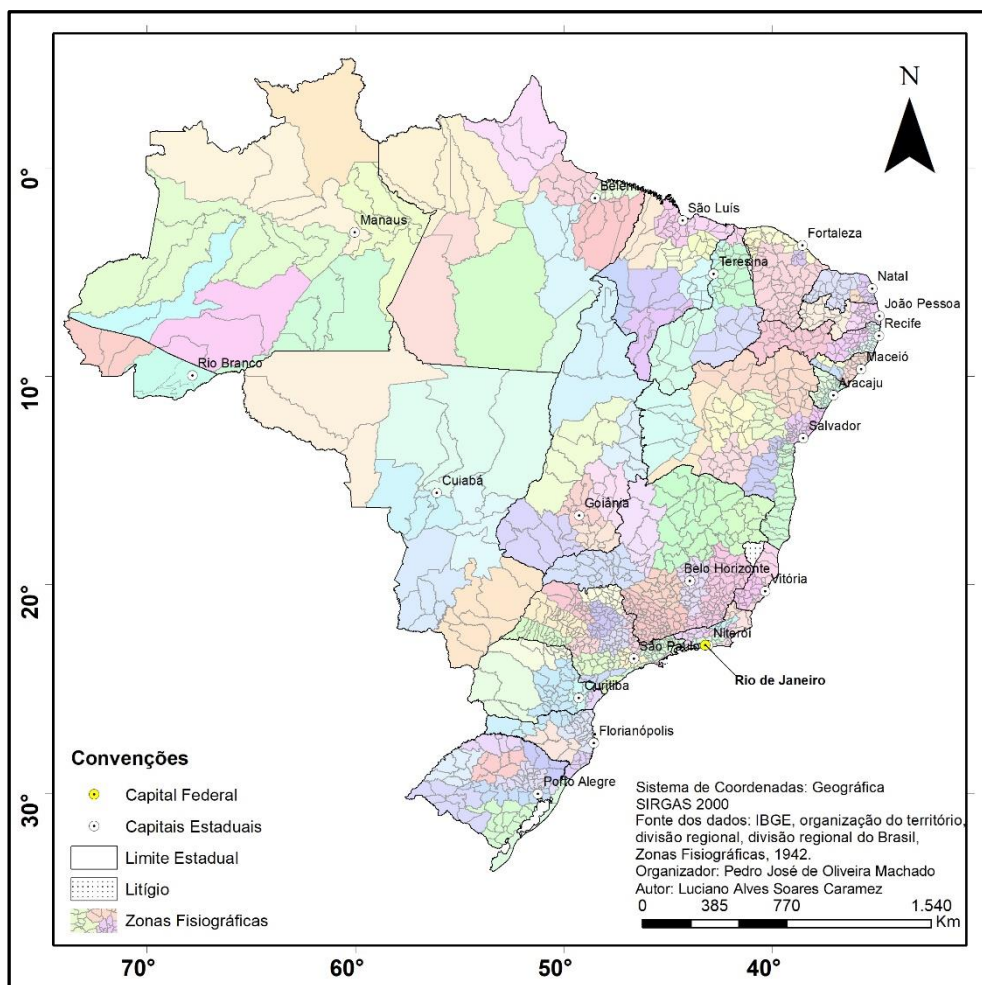 N
0°
10°
20°
30°
70°
60°
50°
40°
Belém
São Luís
Manaus
Fortaleza
Teresina
Natal
João Pessoa
Recife
Maceió
Rio Branco
Aracaju
Salvador
Cuiabá
Goiânia
Belo Horizonte
Vitória
Niterói
São Paulo
Rio de Janeiro
Curitiba
Florianópolis
Porto Alegre
Convenções
Capital Federal
Capitais Estaduais
Limite Estadual
Litígio
Zonas Fisiográficas
Sistema de Coordenadas: Geográfica
SIRGAS 2000
Fonte dos dados: IBGE, organização do território,
divisão regional, divisão regional do Brasil,
Zonas Fisiográficas, 1942.
Organizador: Pedro José de Oliveira Machado
Autor: Luciano Alves Soares Caramez
0 385 770 1.540
Km